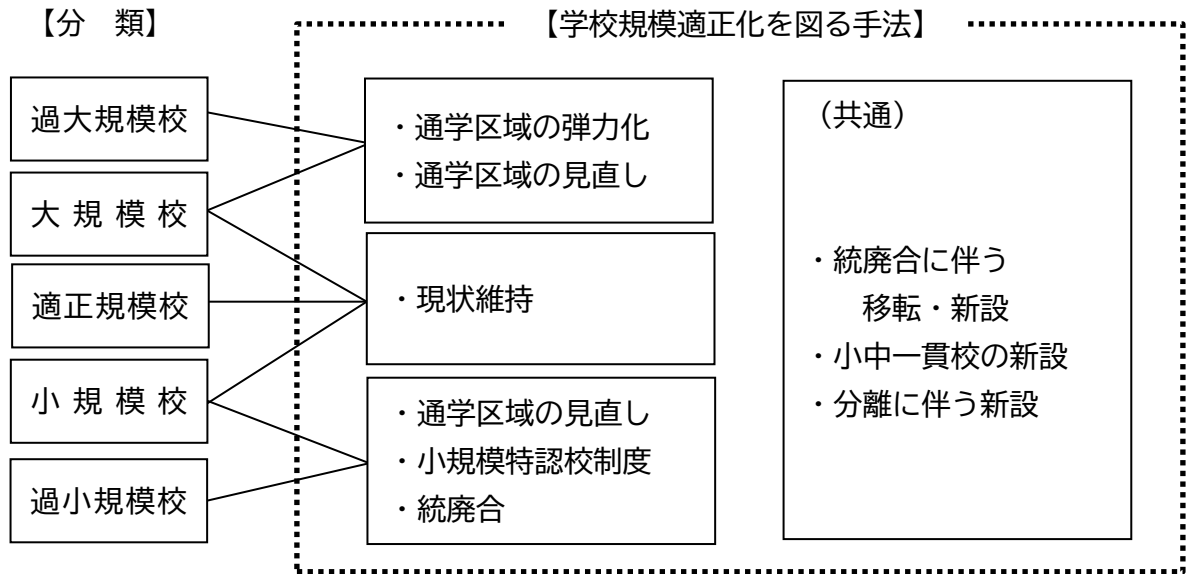 【分　類】
【学校規模適正化を図る手法】
過大規模校
大 規 模 校
適正規模校
小 規 模 校
過小規模校
・通学区域の弾力化
・通学区域の見直し
・現状維持
・通学区域の見直し
・小規模特認校制度
・統廃合
（共通）
・統廃合に伴う
移転・新設
・小中一貫校の新設
・分離に伴う新設